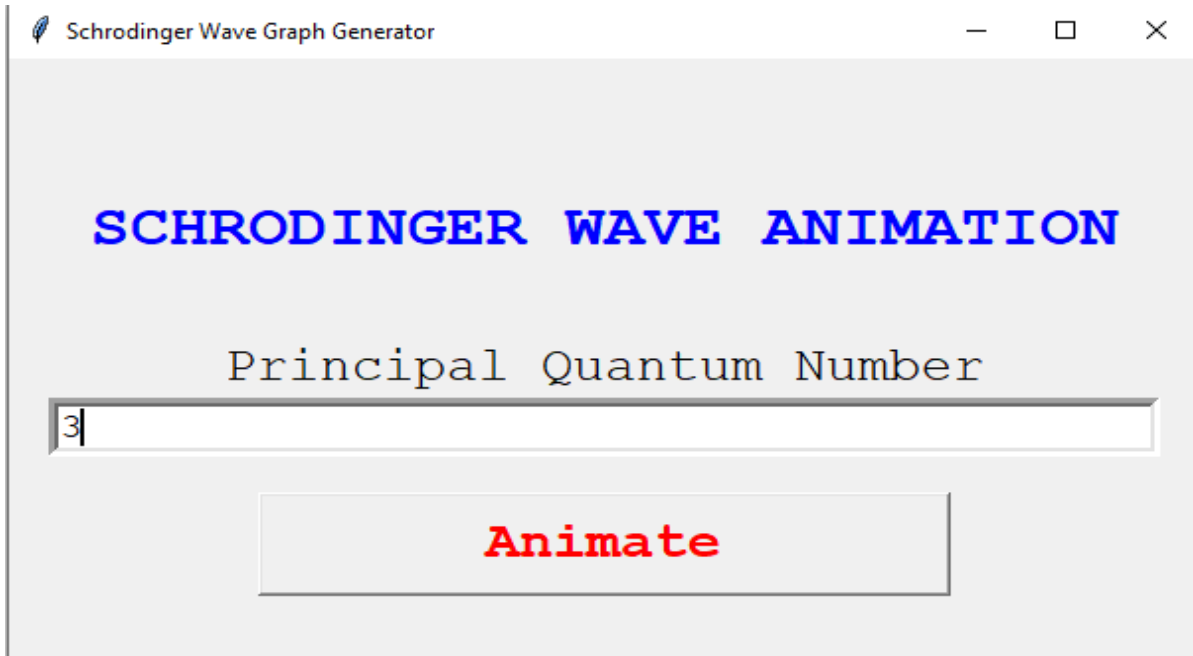 Schrodinger Wave Graph Generator
SCHRODINGER WAVE ANIMATION
Principal Quantum Number
3
Animate